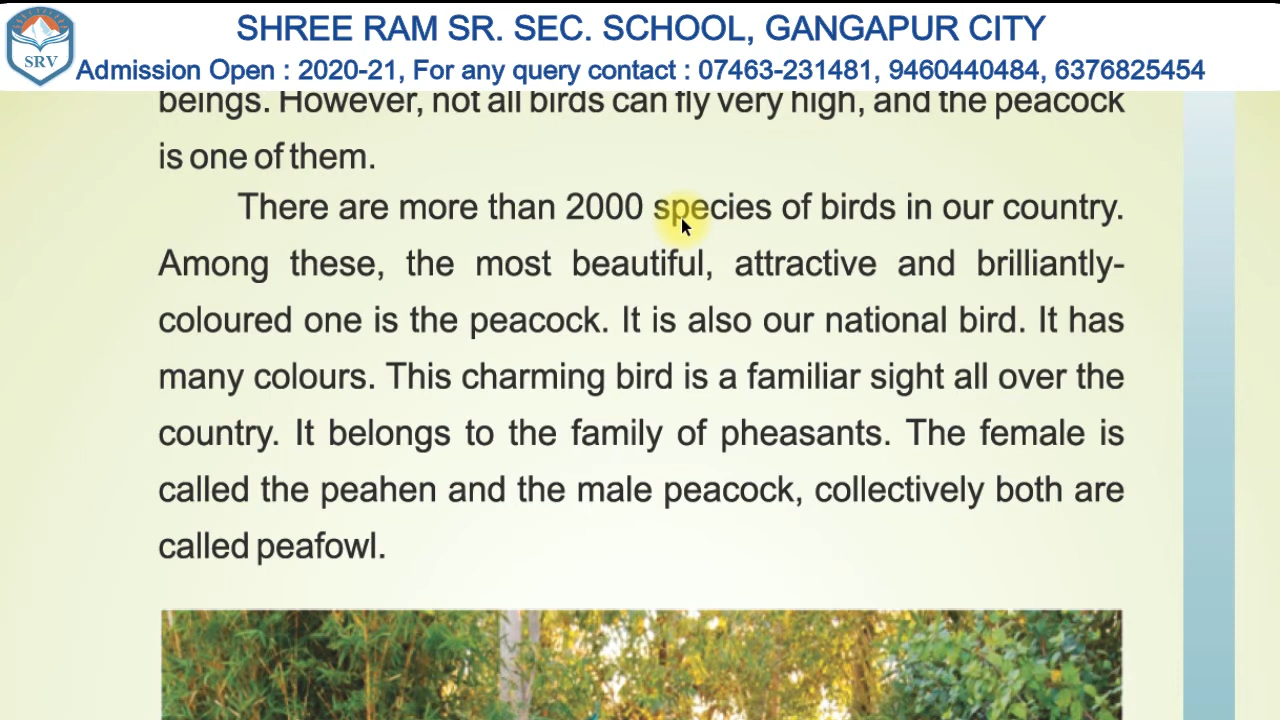 SHREE RAM SR. SEC. SCHOOL, GANGAPUR CITY
SRV
Admission Open : 2020-21, For any query contact : 07463-231481, 9460440484, 6376825454
beings. However, not all birds can fly very high, and the peacock
is one of them.
There are more than 2000 species of birds in our country.
Among these, the most beautiful, attractive and brilliantly-
coloured one is the peacock. It is also our national bird. It has
many colours. This charming bird is a familiar sight all over the
country. It belongs to the family of pheasants. The female is
called the peahen and the male peacock, collectively both are
called peafowl.